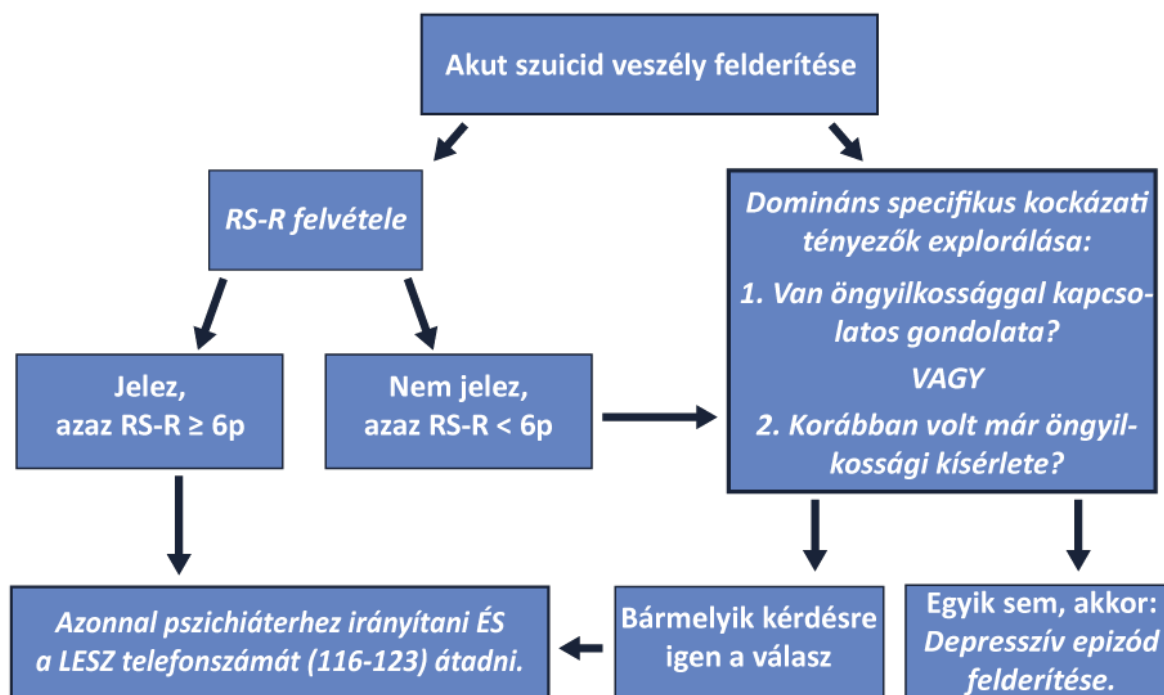 Akut szuicid veszély felderítése
RS-R felvétele
Domináns specifikus kockázati
tényezők explorálása:
1. Van öngyilkossággal kapcso-
latos gondolata?
VAGY
2. Korábban volt már öngyil-
kossági kísérlete?
Jelez,
azaz RS-R ≥ 6p
Nem jelez,
azaz RS-R < 6p
Azonnal pszichiáterhez irányítani ÉS
a LESZ telefonszámát (116-123) átadni.
Bármelyik kérdésre
igen a válasz
Egyik sem, akkor:
Depresszív epizód
felderítése.